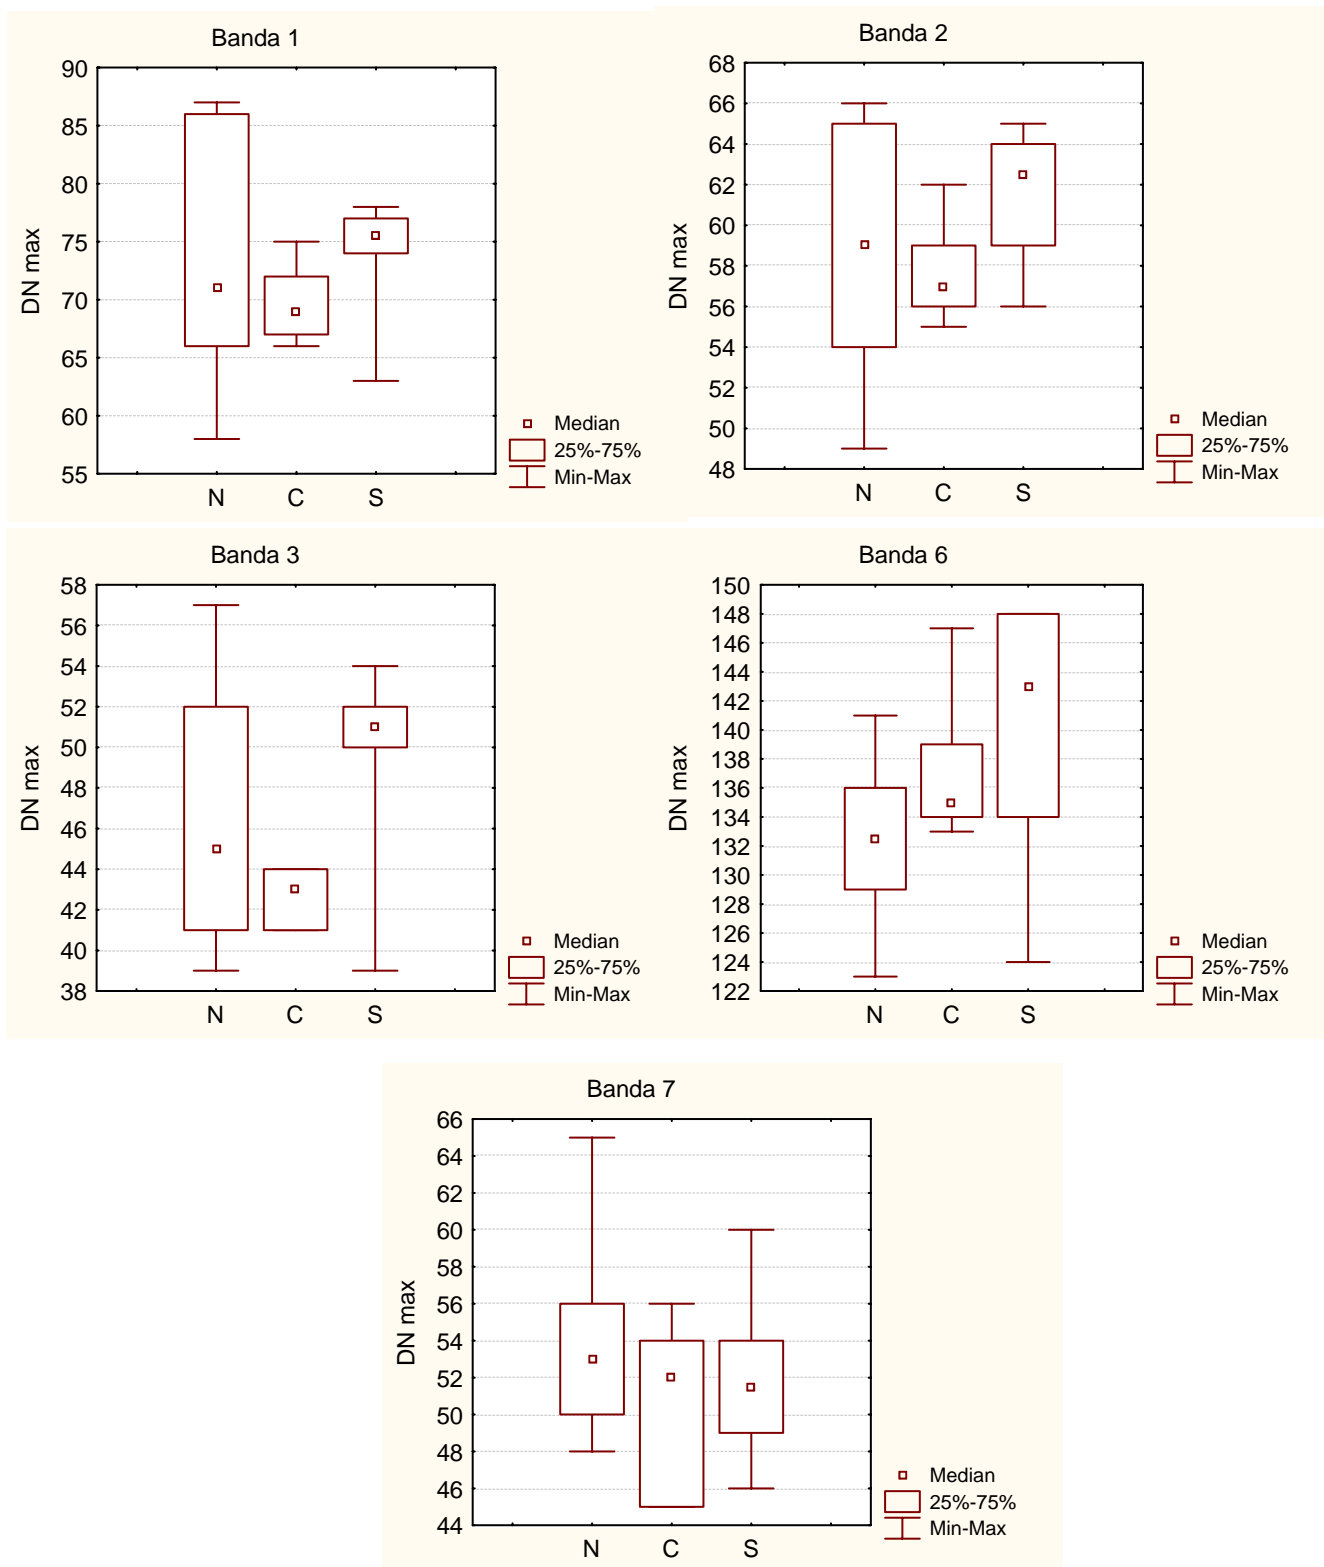 Banda 1
90
85
80
75
70
65
60
55
DN max
N C S
Median
25%-75%
Min-Max
Banda 2
68
66
64
62
60
58
56
54
52
50
48
DN max
N C S
Median
25%-75%
Min-Max
Banda 3
58
56
54
52
50
48
46
44
42
40
38
DN max
N C S
Median
25%-75%
Min-Max
Banda 6
150
148
146
144
142
140
138
136
134
132
130
128
126
124
122
DN max
N C S
Median
25%-75%
Min-Max
Banda 7
66
64
62
60
58
56
54
52
50
48
46
44
DN max
N C S
Median
25%-75%
Min-Max